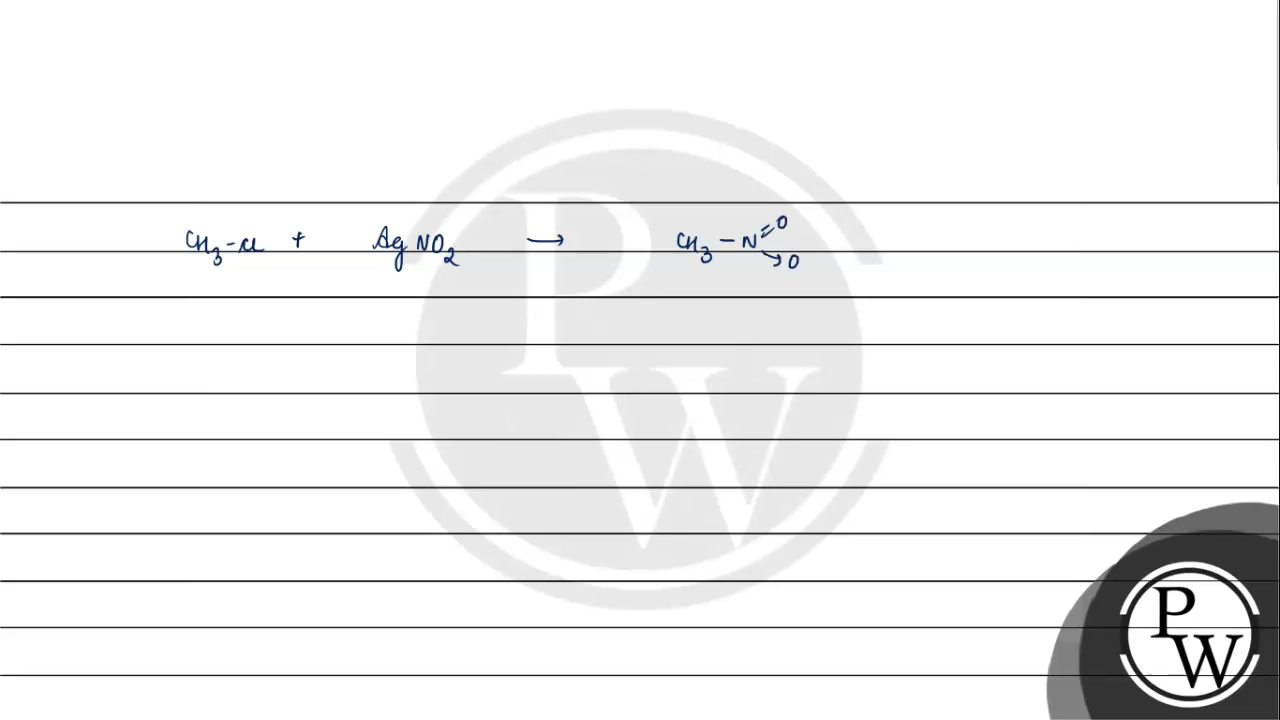 CH3-Cl + AgNO2 → CH3-N=O
→O
P
W
P
W